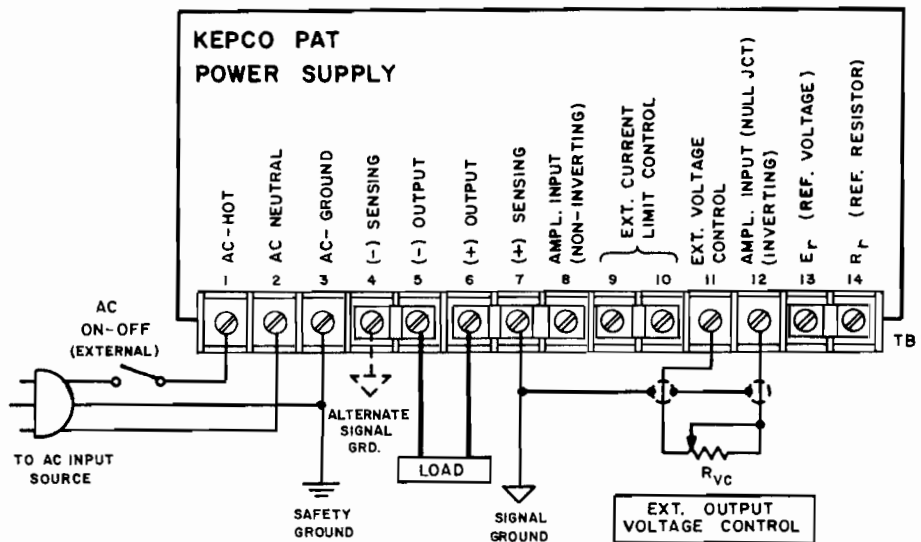 KEPCO PAT
POWER SUPPLY
AC-HOT
AC NEUTRAL
AC-GROUND
(-) SENSING
(-) OUTPUT
(+) OUTPUT
(+) SENSING
AMPL. INPUT
(NON-INVERTING)
EXT. CURRENT
LIMIT CONTROL
EXT. VOLTAGE
CONTROL
AMPL. INPUT (NULL JCT)
(INVERTING)
Er (REF. VOLTAGE)
Rr (REF. RESISTOR)
1 2 3 4 5 6 7 8 9 10 11 12 13 14
TB
AC
ON-OFF
(EXTERNAL)
TO AC INPUT
SOURCE
SAFETY
GROUND
ALTERNATE
SIGNAL
GRD.
LOAD
SIGNAL
GROUND
RVC
EXT. OUTPUT
VOLTAGE CONTROL